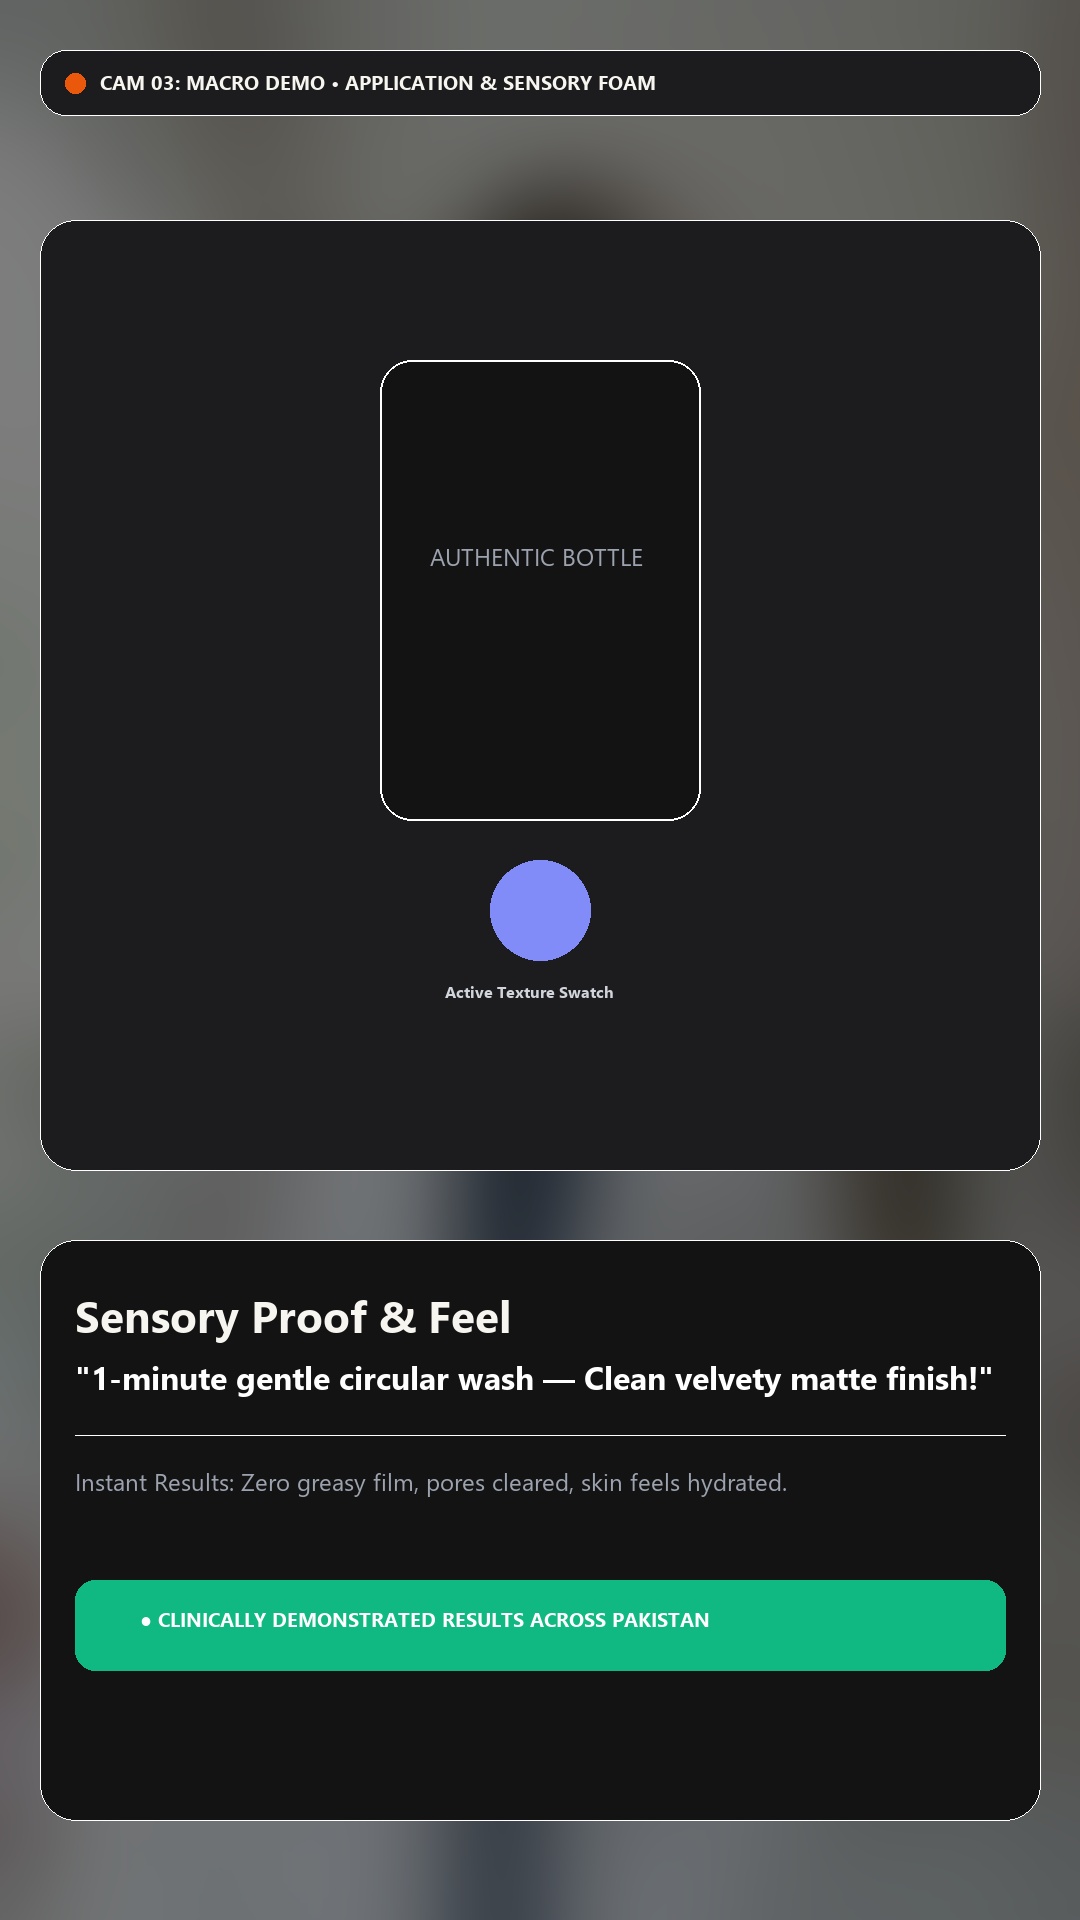 CAM 03: MACRO DEMO • APPLICATION & SENSORY FOAM
AUTHENTIC BOTTLE
Active Texture Swatch
Sensory Proof & Feel
"1-minute gentle circular wash — Clean velvety matte finish!"
Instant Results: Zero greasy film, pores cleared, skin feels hydrated.
● CLINICALLY DEMONSTRATED RESULTS ACROSS PAKISTAN